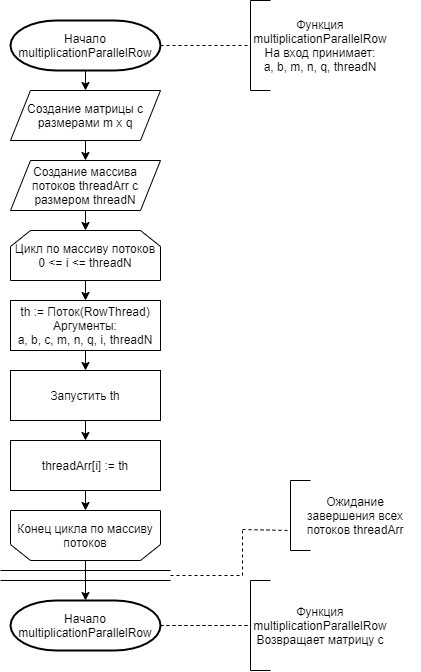 Начало
multiplicationParallelRow
Функция
multiplicationParallelRow
На вход принимает:
a, b, m, n, q, threadN
Создание матрицы с
размерами m x q
Создание массива
потоков threadArr с
размером threadN
Цикл по массиву потоков
0 <= i <= threadN
th := Поток(RowThread)
Аргументы:
a, b, c, m, n, q, i, threadN
Запустить th
threadArr[i] := th
Конец цикла по массиву
потоков
Ожидание
завершения всех
потоков threadArr
Начало
multiplicationParallelRow
Функция
multiplicationParallelRow
Возвращает матрицу c